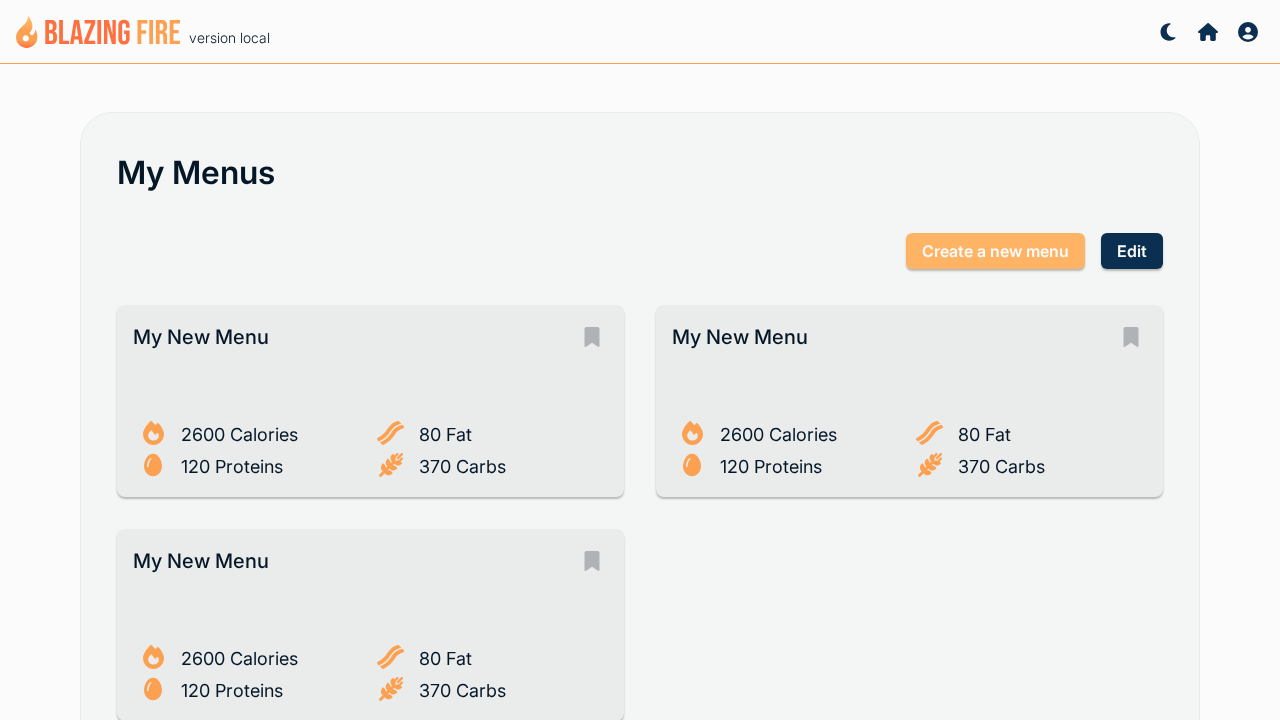 BLAZING FIRE version local
My Menus
Create a new menu Edit
My New Menu
2600 Calories 80 Fat
120 Proteins 370 Carbs
My New Menu
2600 Calories 80 Fat
120 Proteins 370 Carbs
My New Menu
2600 Calories 80 Fat
120 Proteins 370 Carbs